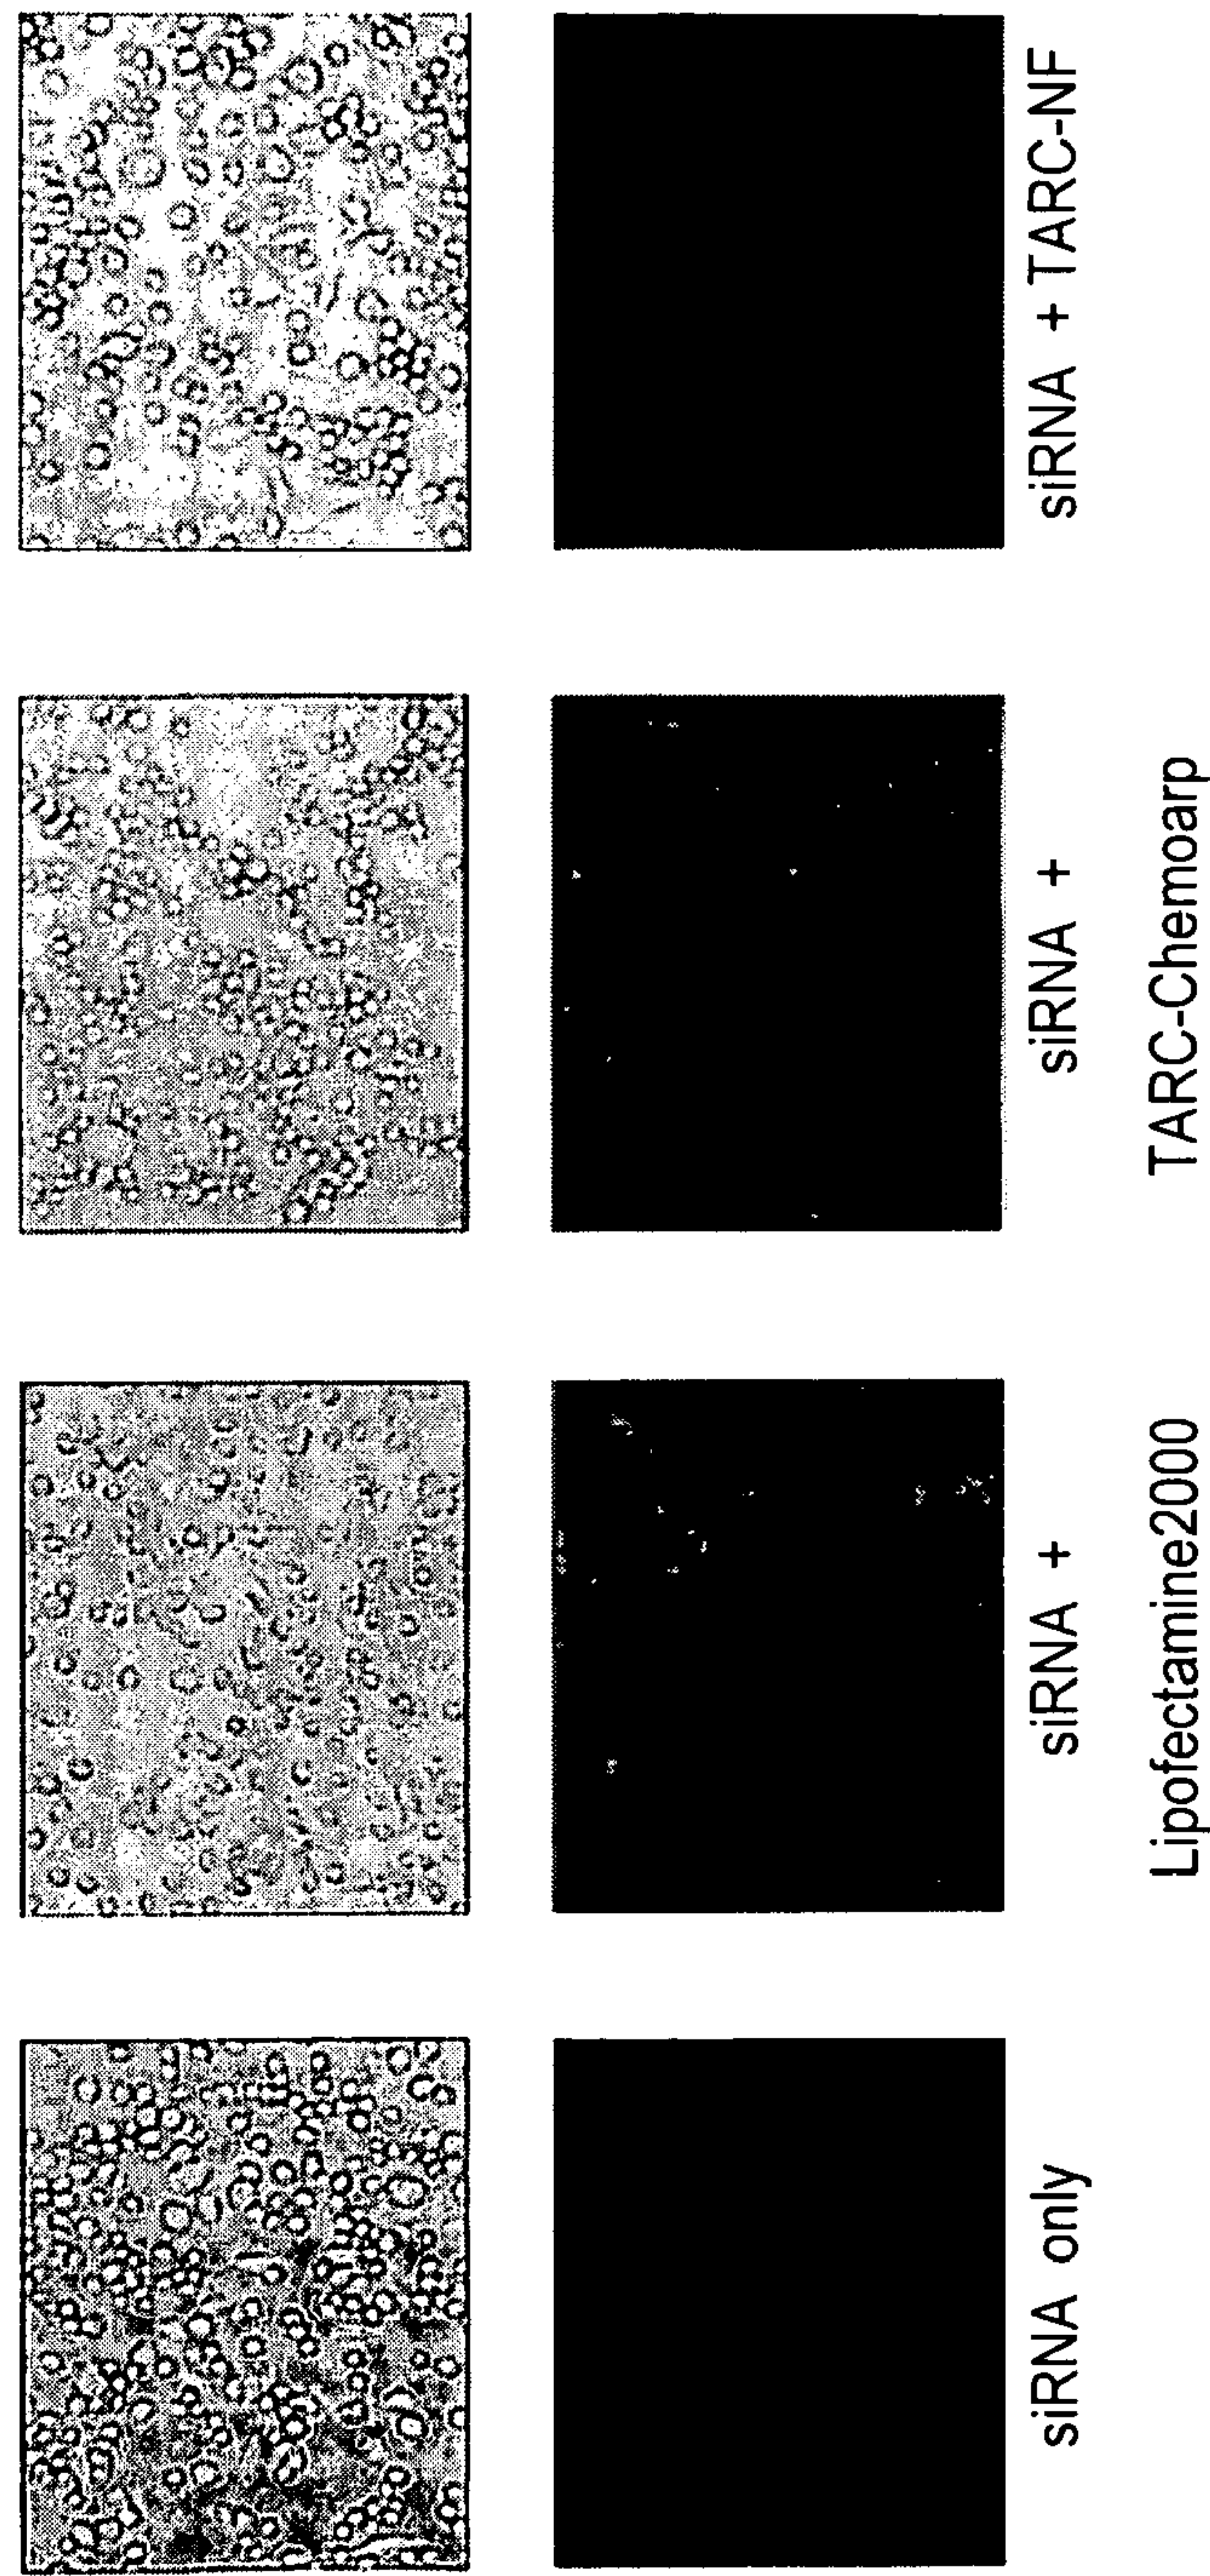 siRNA only
siRNA +
Lipofectamine2000
siRNA +
TARC-Chemoarp
siRNA + TARC-NF